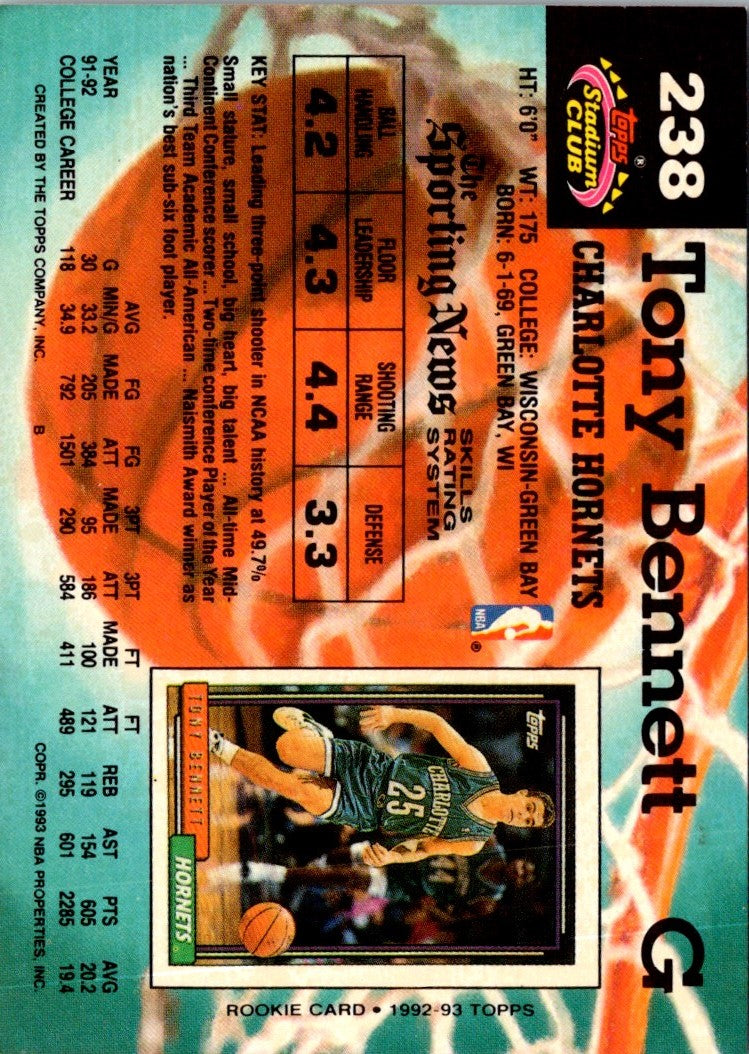 topps ®
Stadium
CLUB
238 Tony Bennett G
CHARLOTTE HORNETS
HT: 6'0" WT: 175 COLLEGE: WISCONSIN-GREEN BAY
BORN: 6-1-69, GREEN BAY, WI
NBA ®
The
Sporting News
SKILLS
RATING
SYSTEM
BALL HANDLING FLOOR LEADERSHIP SHOOTING RANGE DEFENSE
4.2 4.3 4.4 3.3
KEY STAT: Leading three-point shooter in NCAA history at 49.7%
Small stature, small school, big heart, big talent ... All-time Mid-
Continent Conference scorer ... Two-time conference Player of the Year
... Third Team Academic All-American ... Naismith Award winner as
nation's best sub-six foot player.
topps
CHARLOTTE
25
44
TONY BENNETT
HORNETS
ROOKIE CARD • 1992-93 TOPPS
AVG FG FG 3PT 3PT FT FT
YEAR G MIN/G MADE ATT MADE ATT MADE ATT REB AST PTS AVG
91-92 30 33.2 205 384 95 186 100 121 119 154 605 20.2
COLLEGE CAREER 118 34.9 792 1501 290 584 411 489 295 601 2285 19.4
CREATED BY THE TOPPS COMPANY, INC. B COPR. ©1993 NBA PROPERTIES, INC.